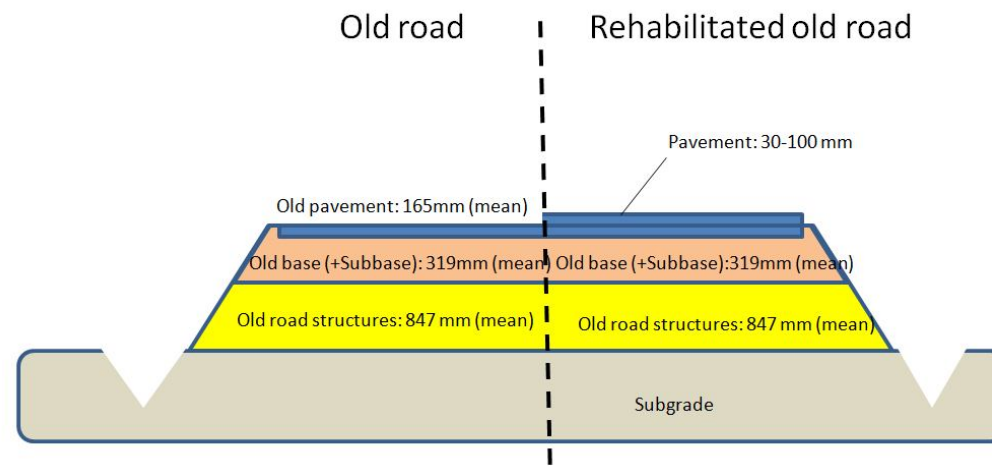 Old road
Rehabilitated old road
Pavement: 30-100 mm
Old pavement: 165mm (mean)
Old base (+Subbase): 319mm (mean)
Old base (+Subbase):319mm (mean)
Old road structures: 847 mm (mean)
Old road structures: 847 mm (mean)
Subgrade